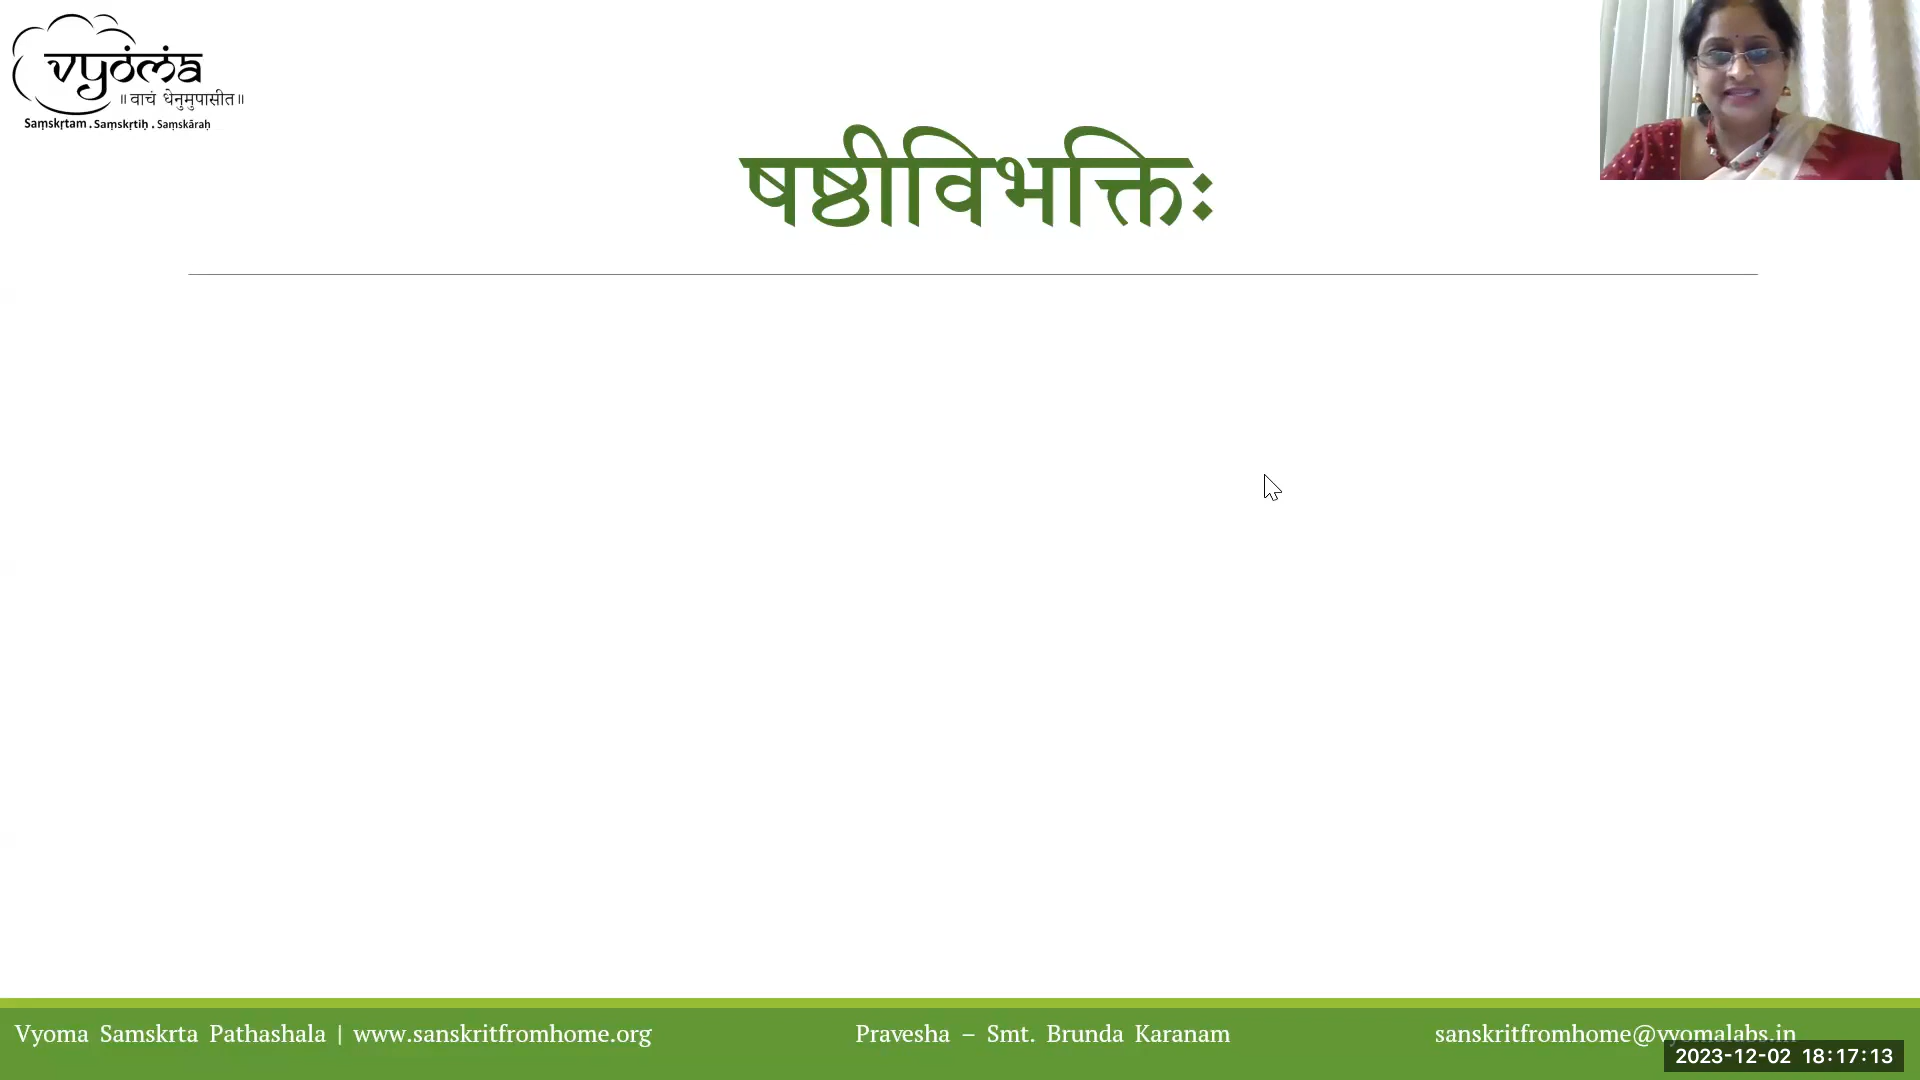 vyoma
॥ वाचं धेनुमुपासीत॥
Saṃskṛtam . Saṃskṛtiḥ . Saṃskāraḥ
षष्ठीविभक्तिः
Vyoma Samskrta Pathashala | www.sanskritfromhome.org
Pravesha – Smt. Brunda Karanam
sanskritfromhome@vyomalabs.in
2023-12-02 18:17:13